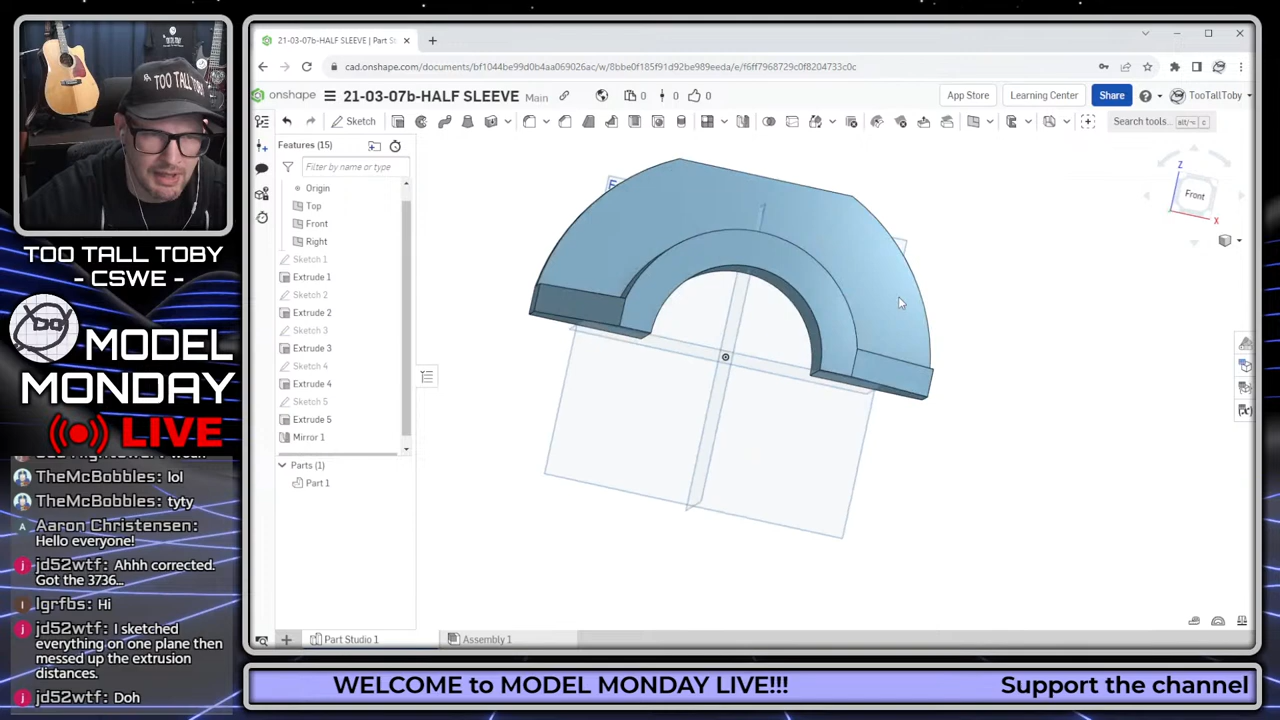 TOO TALL TOBY
TOO TALL TOBY
- CSWE -
MODEL
MONDAY
LIVE
TheMcBobbles: lol
TheMcBobbles: tyty
Aaron Christensen:
Hello everyone!
jd52wtf: Ahhh corrected.
Got the 3736...
lgrfbs: Hi
jd52wtf: I sketched
everything on one plane then
messed up the extrusion
distances.
jd52wtf: Doh
21-03-07b-HALF SLEEVE | Part S
cad.onshape.com/documents/bf1044be99d0b4aa069026ac/w/8bbe0f185f91d92be989eeda/e/f6ff7968729c0f8204733c0c
onshape
21-03-07b-HALF SLEEVE Main
0
0
0
App Store
Learning Center
Share
TooTallToby
Sketch
Search tools...
alt/⌥ c
Features (15)
Filter by name or type
Origin
Top
Front
Right
Sketch 1
Extrude 1
Sketch 2
Extrude 2
Sketch 3
Extrude 3
Sketch 4
Extrude 4
Sketch 5
Extrude 5
Mirror 1
Parts (1)
Part 1
Z
Front
X
Part Studio 1
Assembly 1
WELCOME to MODEL MONDAY LIVE!!!
Support the channel